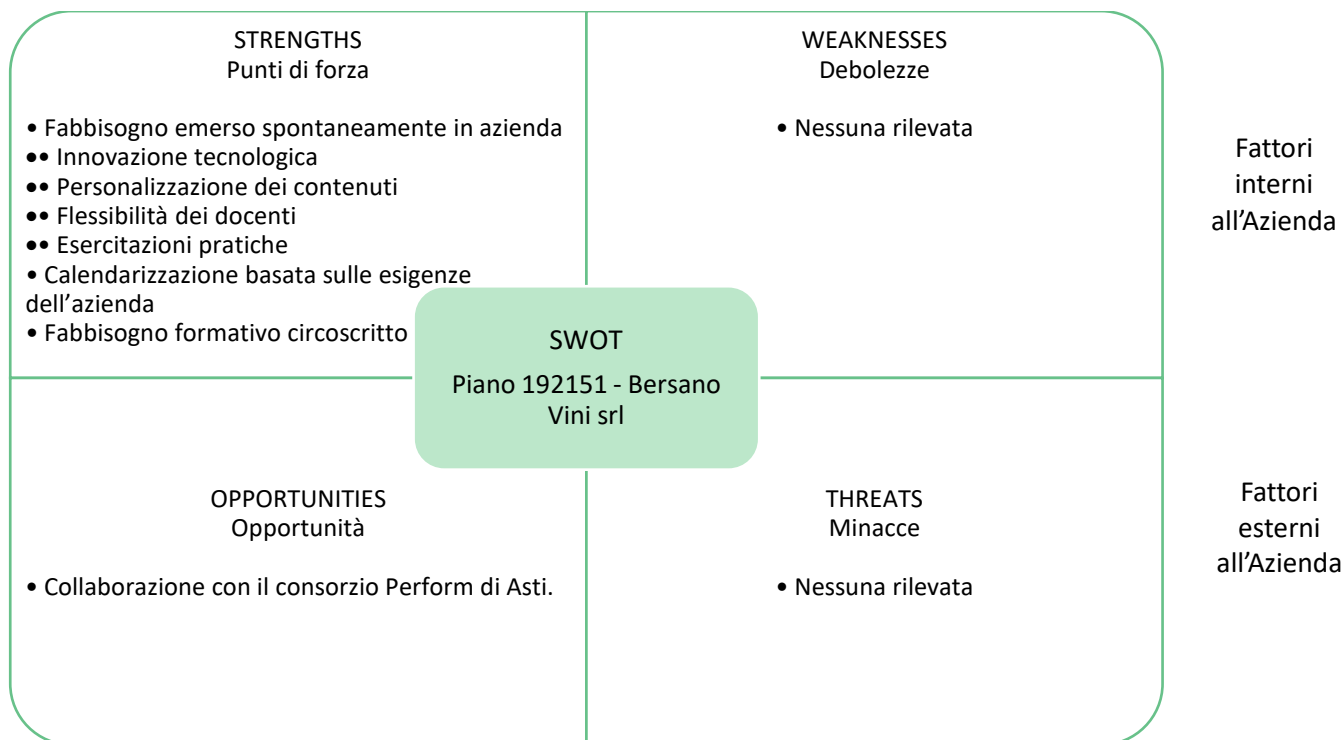 STRENGTHS
Punti di forza
• Fabbisogno emerso spontaneamente in azienda
•• Innovazione tecnologica
•• Personalizzazione dei contenuti
•• Flessibilità dei docenti
•• Esercitazioni pratiche
• Calendarizzazione basata sulle esigenze
dell’azienda
• Fabbisogno formativo circoscritto
WEAKNESSES
Debolezze
• Nessuna rilevata
Fattori
interni
all’Azienda
SWOT
Piano 192151 - Bersano
Vini srl
OPPORTUNITIES
Opportunità
• Collaborazione con il consorzio Perform di Asti.
THREATS
Minacce
• Nessuna rilevata
Fattori
esterni
all’Azienda